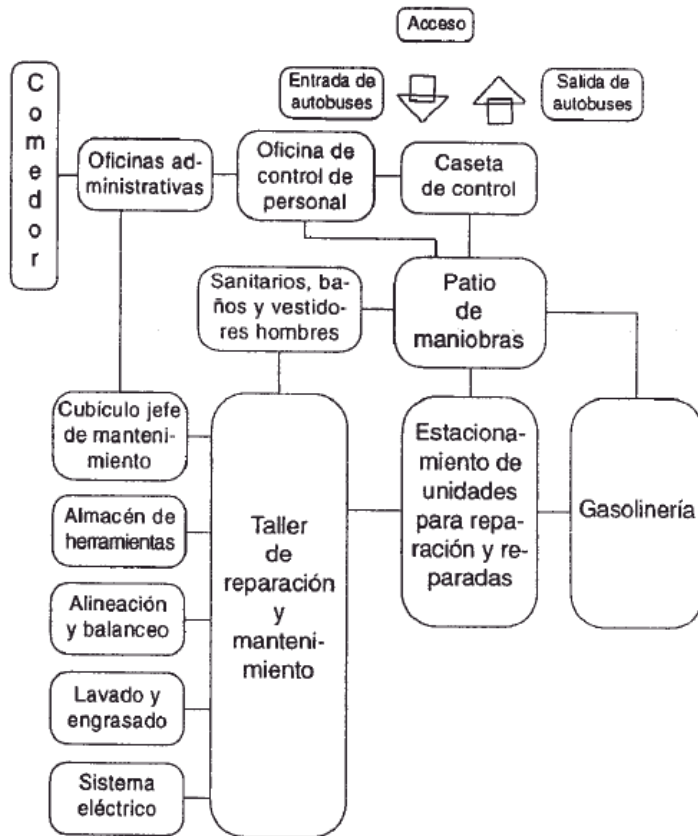 Acceso
Entrada de
autobuses
Salida de
autobuses
Comedor
Oficinas ad-
ministrativas
Oficina de
control de
personal
Caseta
de control
Sanitarios, ba-
ños y vestido-
res hombres
Patio
de
maniobras
Cubículo jefe
de manteni-
miento
Almacén de
herramientas
Alineación
y balanceo
Lavado y
engrasado
Sistema
eléctrico
Taller
de
reparación
y
manteni-
miento
Estaciona-
miento de
unidades
para repa-
ración y re-
paradas
Gasolinería